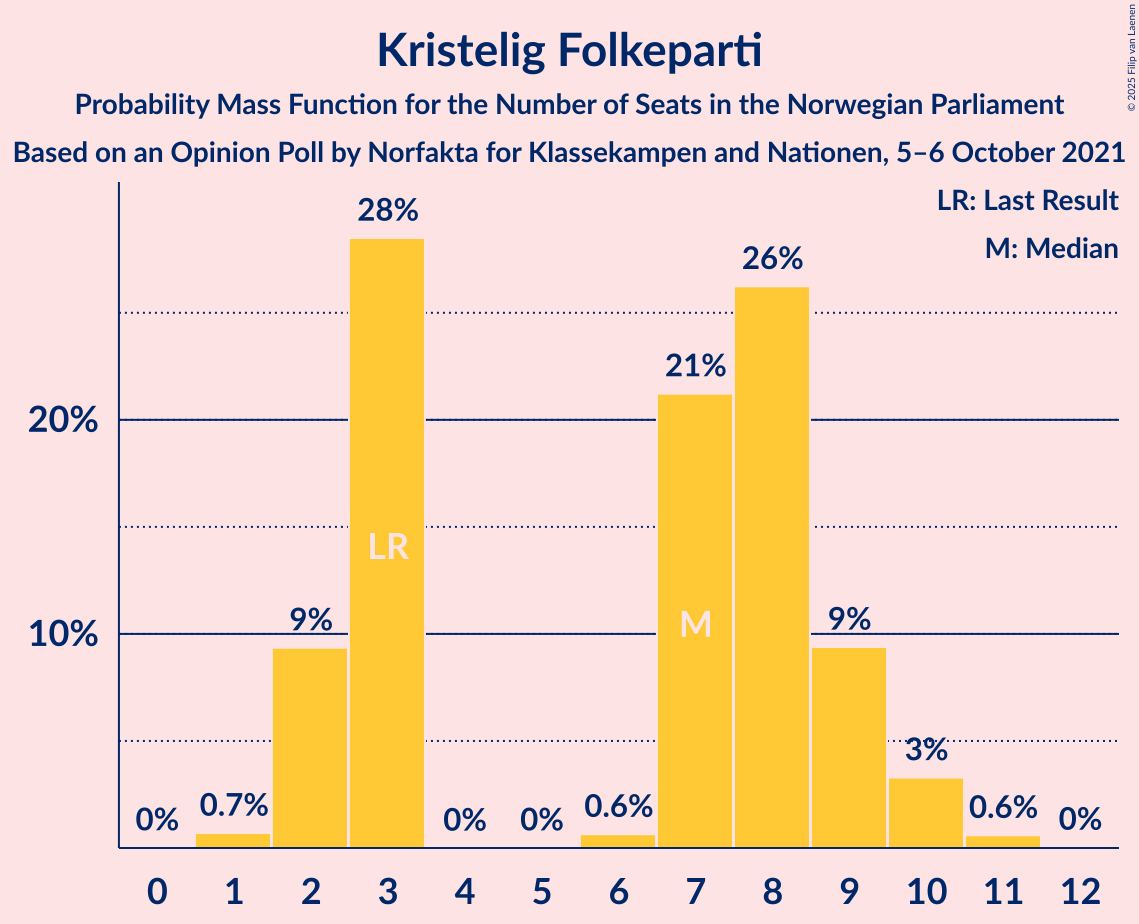 Kristelig Folkeparti
Probability Mass Function for the Number of Seats in the Norwegian Parliament
Based on an Opinion Poll by Norfakta for Klassekampen and Nationen, 5–6 October 2021
© 2025 Filip van Laenen
LR: Last Result
M: Median
28%
26%
21%
20%
LR
M
10%
9%
9%
3%
0%
0.7%
0%
0%
0.6%
0.6%
0%
0 1 2 3 4 5 6 7 8 9 10 11 12